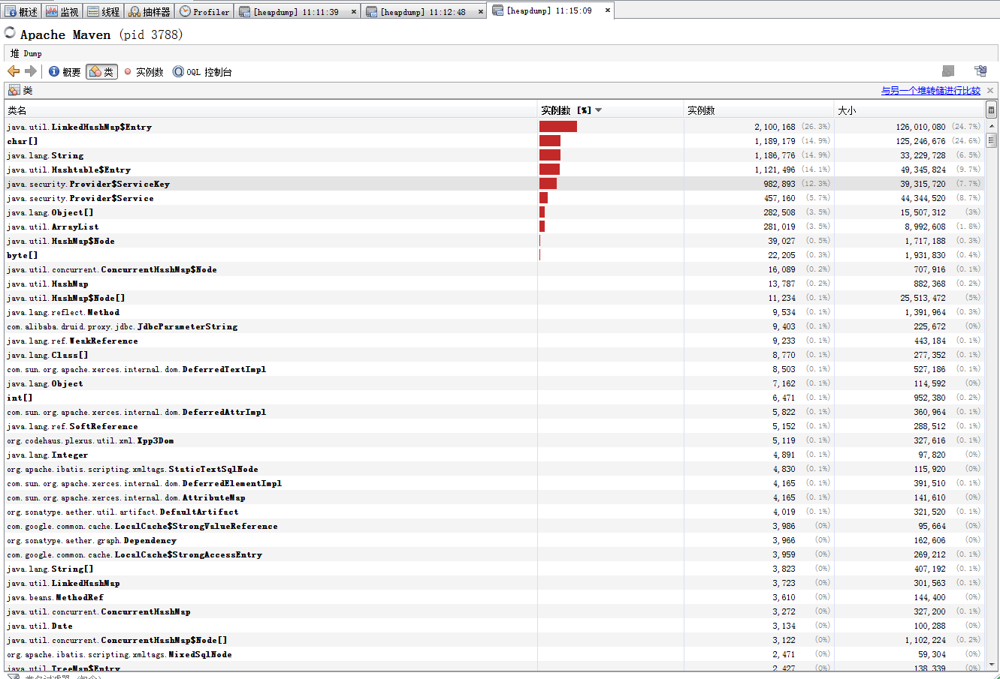 概述 监视 线程 抽样器 Profiler [heapdump] 11:11:39 × [heapdump] 11:12:48 × [heapdump] 11:15:09 ×
Apache Maven (pid 3788)
堆 Dump
概要 类 实例数 OQL 控制台
类 与另一个堆转储进行比较 ×
类名 实例数 [%] 实例数 大小
java.util.LinkedHashMap$Entry 2,100,168 (26.3%) 126,010,080 (24.7%)
char[] 1,189,179 (14.9%) 125,246,676 (24.6%)
java.lang.String 1,186,776 (14.9%) 33,229,728 (6.5%)
java.util.Hashtable$Entry 1,121,496 (14.1%) 49,345,824 (9.7%)
java.security.Provider$ServiceKey 982,893 (12.3%) 39,315,720 (7.7%)
java.security.Provider$Service 457,160 (5.7%) 44,344,520 (8.7%)
java.lang.Object[] 282,508 (3.5%) 15,507,312 (3%)
java.util.ArrayList 281,019 (3.5%) 8,992,608 (1.8%)
java.util.HashMap$Node 39,027 (0.5%) 1,717,188 (0.3%)
byte[] 22,205 (0.3%) 1,931,830 (0.4%)
java.util.concurrent.ConcurrentHashMap$Node 16,089 (0.2%) 707,916 (0.1%)
java.util.HashMap 13,787 (0.2%) 882,368 (0.2%)
java.util.HashMap$Node[] 11,234 (0.1%) 25,513,472 (5%)
java.lang.reflect.Method 9,534 (0.1%) 1,391,964 (0.3%)
com.alibaba.druid.proxy.jdbc.JdbcParameterString 9,403 (0.1%) 225,672 (0%)
java.lang.ref.WeakReference 9,233 (0.1%) 443,184 (0.1%)
java.lang.Class[] 8,770 (0.1%) 277,352 (0.1%)
com.sun.org.apache.xerces.internal.dom.DeferredTextImpl 8,503 (0.1%) 527,186 (0.1%)
java.lang.Object 7,162 (0.1%) 114,592 (0%)
int[] 6,471 (0.1%) 952,380 (0.2%)
com.sun.org.apache.xerces.internal.dom.DeferredAttrImpl 5,822 (0.1%) 360,964 (0.1%)
java.lang.ref.SoftReference 5,152 (0.1%) 288,512 (0.1%)
org.codehaus.plexus.util.xml.Xpp3Dom 5,119 (0.1%) 327,616 (0.1%)
java.lang.Integer 4,891 (0.1%) 97,820 (0%)
org.apache.ibatis.scripting.xmltags.StaticTextSqlNode 4,830 (0.1%) 115,920 (0%)
com.sun.org.apache.xerces.internal.dom.DeferredElementImpl 4,165 (0.1%) 391,510 (0.1%)
com.sun.org.apache.xerces.internal.dom.AttributeMap 4,165 (0.1%) 141,610 (0%)
org.sonatype.aether.util.artifact.DefaultArtifact 4,019 (0.1%) 321,520 (0.1%)
com.google.common.cache.LocalCache$StrongValueReference 3,986 (0%) 95,664 (0%)
org.sonatype.aether.graph.Dependency 3,966 (0%) 162,606 (0%)
com.google.common.cache.LocalCache$StrongAccessEntry 3,959 (0%) 269,212 (0.1%)
java.lang.String[] 3,823 (0%) 407,192 (0.1%)
java.util.LinkedHashMap 3,723 (0%) 301,563 (0.1%)
java.beans.MethodRef 3,610 (0%) 144,400 (0%)
java.util.concurrent.ConcurrentHashMap 3,272 (0%) 327,200 (0.1%)
java.util.Date 3,134 (0%) 100,288 (0%)
java.util.concurrent.ConcurrentHashMap$Node[] 3,122 (0%) 1,102,224 (0.2%)
org.apache.ibatis.scripting.xmltags.MixedSqlNode 2,471 (0%) 59,304 (0%)
java.util.TreeMap$Entry 2,427 (0%) 138,339 (0%)